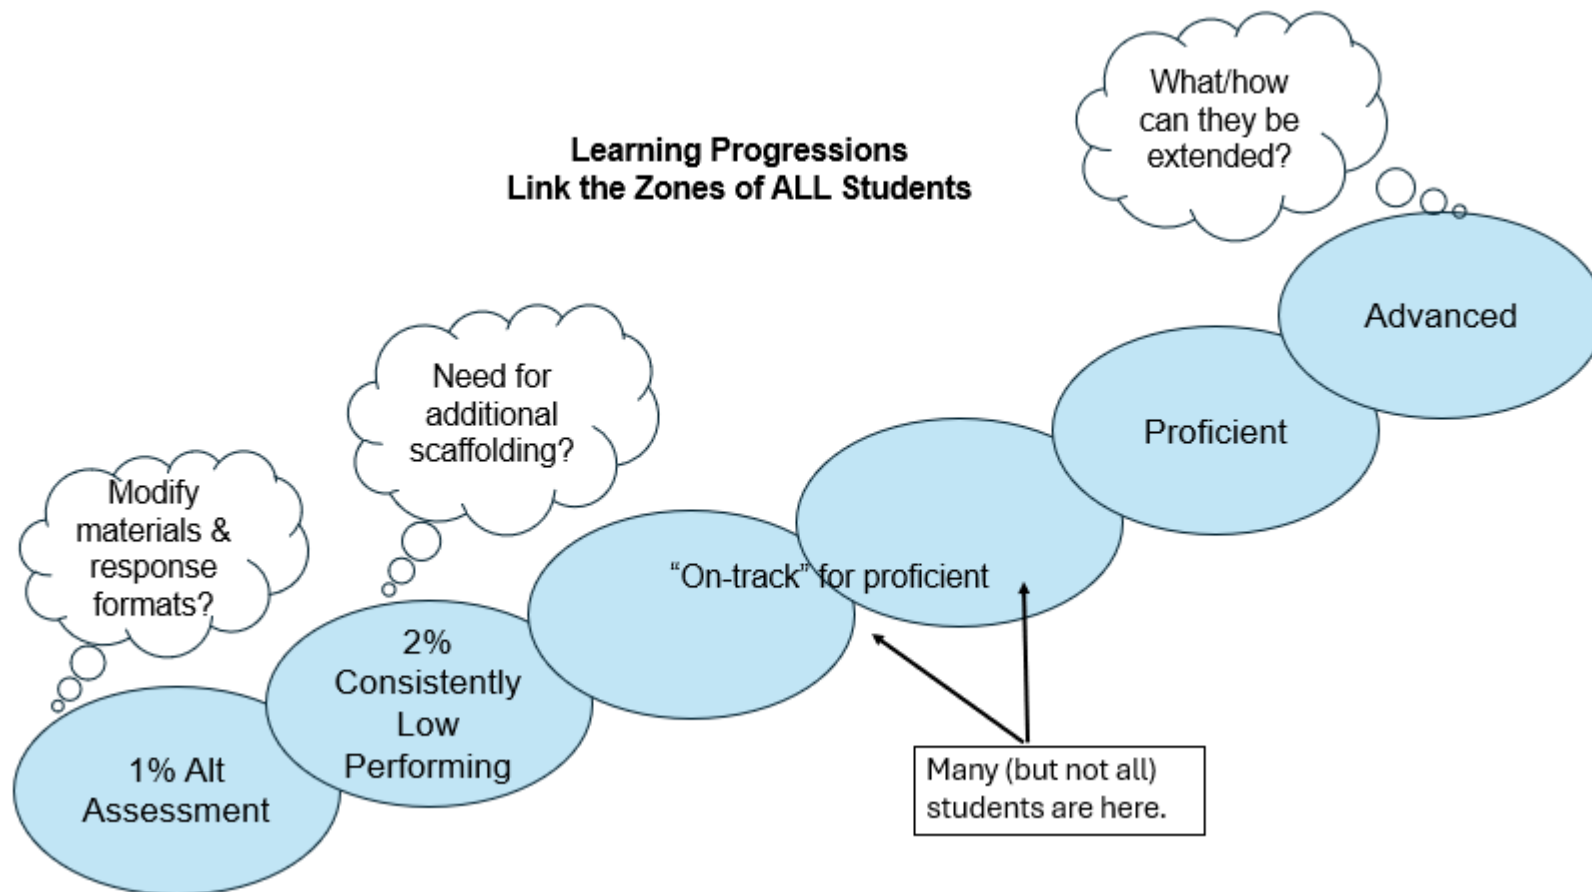 What/how
can they be
extended?
Learning Progressions
Link the Zones of ALL Students
Advanced
Need for
additional
scaffolding?
Proficient
Modify
materials &
response
formats?
“On-track” for proficient
2%
Consistently
Low
Performing
1% Alt
Assessment
Many (but not all)
students are here.